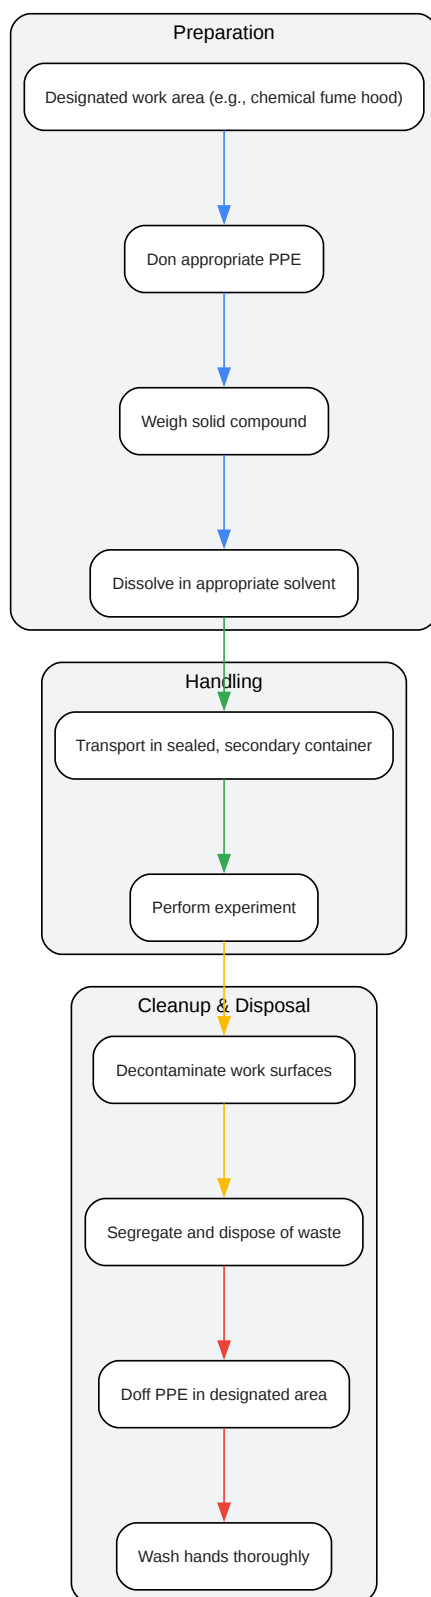 Preparation
Designated work area (e.g., chemical fume hood)
Don appropriate PPE
Weigh solid compound
Dissolve in appropriate solvent
Handling
Transport in sealed, secondary container
Perform experiment
Cleanup & Disposal
Decontaminate work surfaces
Segregate and dispose of waste
Doff PPE in designated area
Wash hands thoroughly